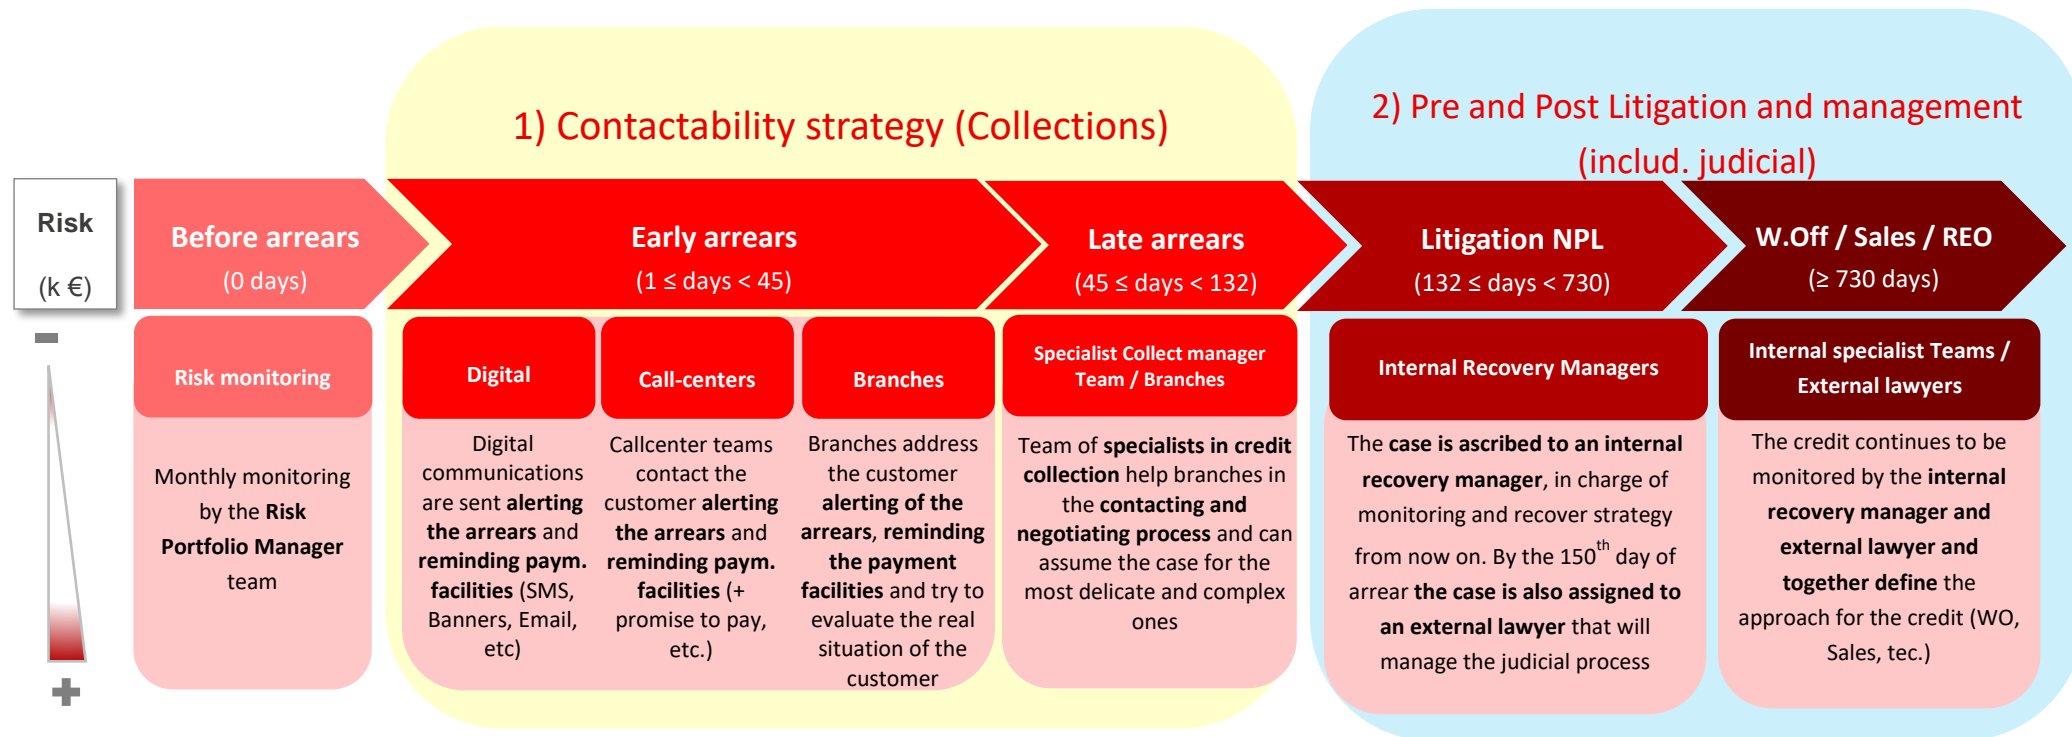 1) Contactability strategy (Collections)
2) Pre and Post Litigation and management
(includ. judicial)
Risk
(k €)
Before arrears
(0 days)
Early arrears
(1 ≤ days < 45)
Late arrears
(45 ≤ days < 132)
Litigation NPL
(132 ≤ days < 730)
W.Off / Sales / REO
(≥ 730 days)
Risk monitoring
Monthly monitoring
by the Risk
Portfolio Manager
team
Digital
Digital
communications
are sent alerting
the arrears and
reminding paym.
facilities (SMS,
Banners, Email,
etc)
Call-centers
Callcenter teams
contact the
customer alerting
the arrears and
reminding paym.
facilities (+
promise to pay,
etc.)
Branches
Branches address
the customer
alerting of the
arrears, reminding
the payment
facilities and try to
evaluate the real
situation of the
customer
Specialist Collect manager
Team / Branches
Team of specialists in credit
collection help branches in
the contacting and
negotiating process and can
assume the case for the
most delicate and complex
ones
Internal Recovery Managers
The case is ascribed to an internal
recovery manager, in charge of
monitoring and recover strategy
from now on. By the 150th day of
arrear the case is also assigned to
an external lawyer that will
manage the judicial process
Internal specialist Teams /
External lawyers
The credit continues to be
monitored by the internal
recovery manager and
external lawyer and
together define the
approach for the credit (WO,
Sales, tec.)